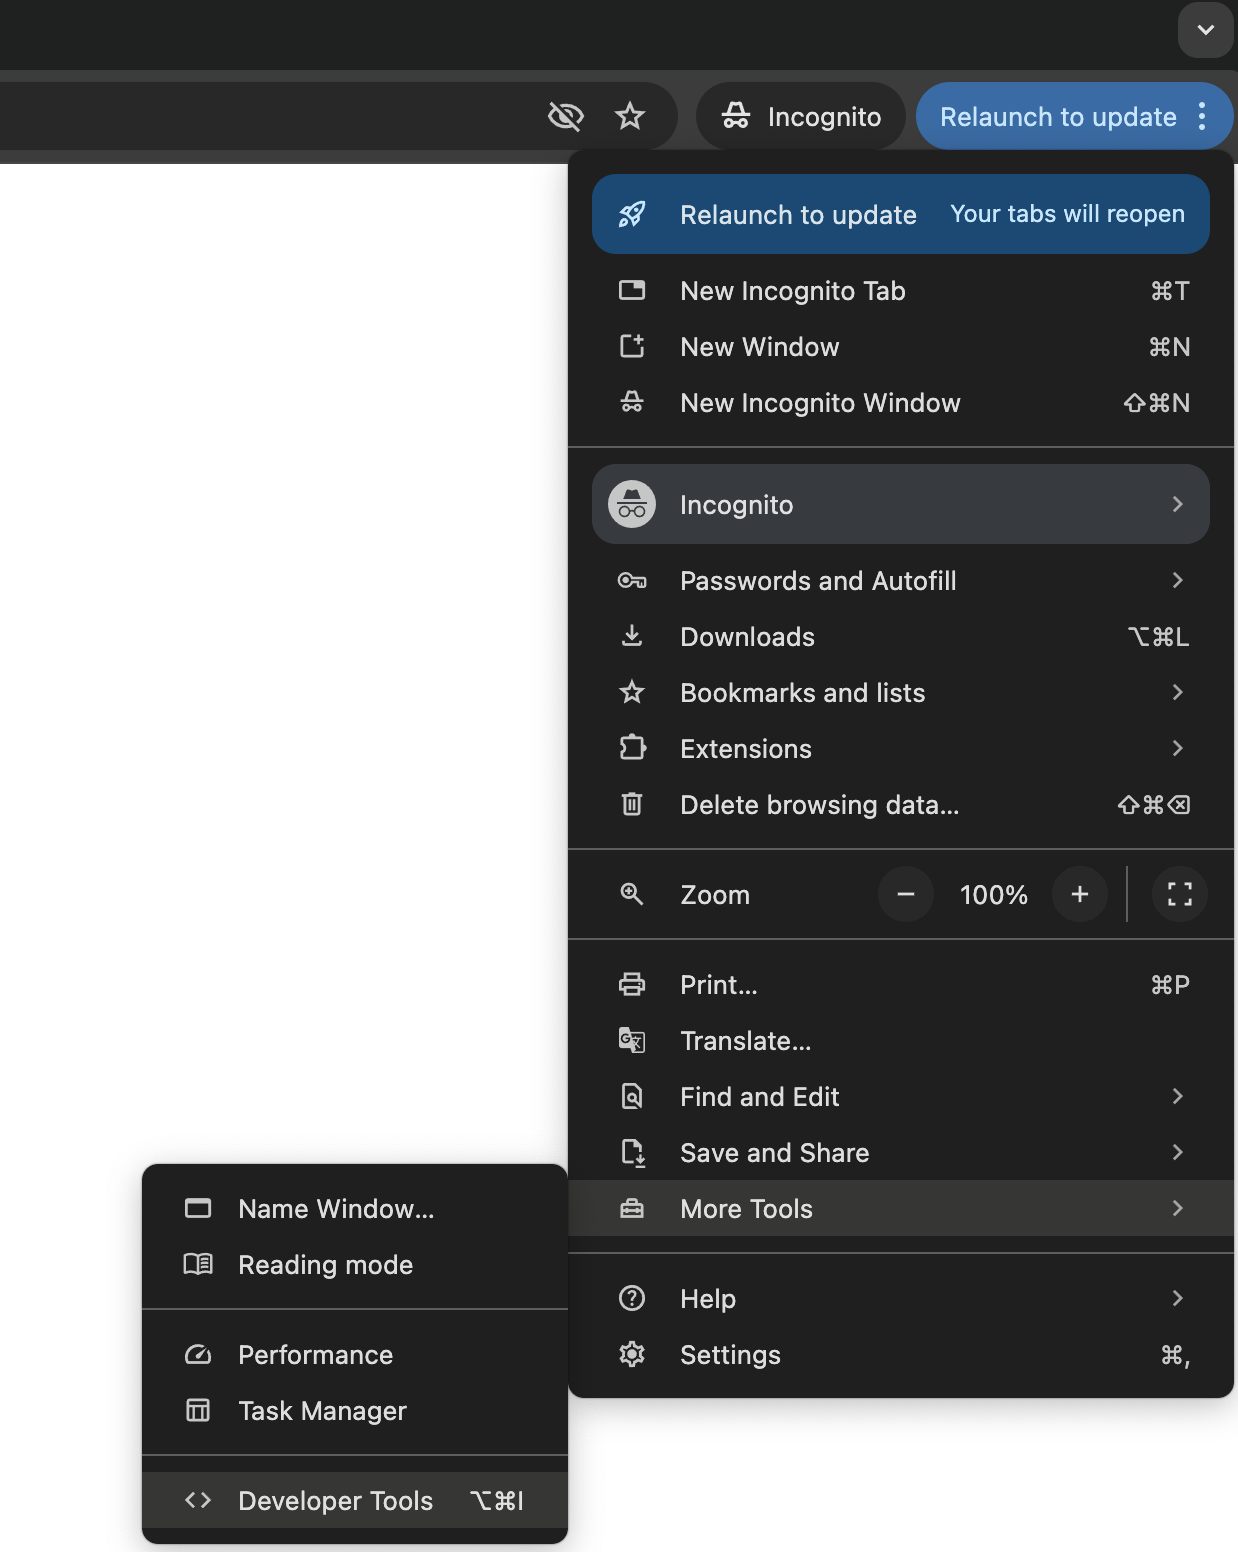 Incognito
Relaunch to update
Relaunch to update Your tabs will reopen
New Incognito Tab ⌘T
New Window ⌘N
New Incognito Window ⇧⌘N
Incognito
Passwords and Autofill
Downloads ⌥⌘L
Bookmarks and lists
Extensions
Delete browsing data... ⇧⌘⌫
Zoom − 100% +
Print... ⌘P
Translate...
Find and Edit
Save and Share
More Tools
Help
Settings ⌘,
Name Window...
Reading mode
Performance
Task Manager
Developer Tools ⌥⌘I